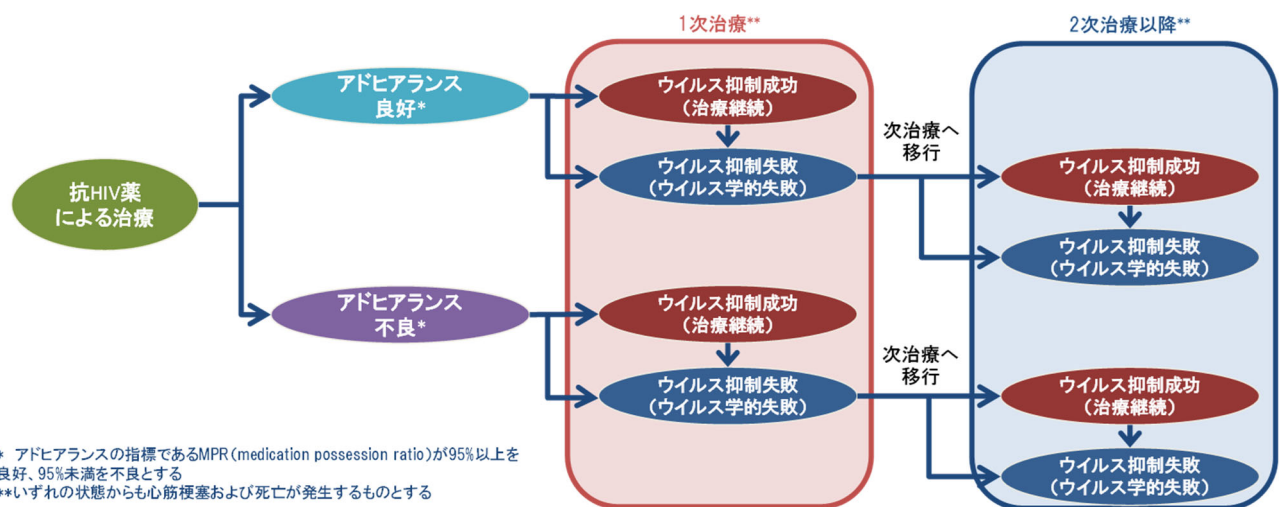 1次治療**
2次治療以降**
抗HIV薬
による治療
アドヒアランス
良好*
ウイルス抑制成功
（治療継続）
ウイルス抑制失敗
（ウイルス学的失敗）
次治療へ
移行
ウイルス抑制成功
（治療継続）
ウイルス抑制失敗
（ウイルス学的失敗）
アドヒアランス
不良*
ウイルス抑制成功
（治療継続）
ウイルス抑制失敗
（ウイルス学的失敗）
次治療へ
移行
ウイルス抑制成功
（治療継続）
ウイルス抑制失敗
（ウイルス学的失敗）
* アドヒアランスの指標であるMPR（medication possession ratio）が95%以上を
良好、95%未満を不良とする
**いずれの状態からも心筋梗塞および死亡が発生するものとする